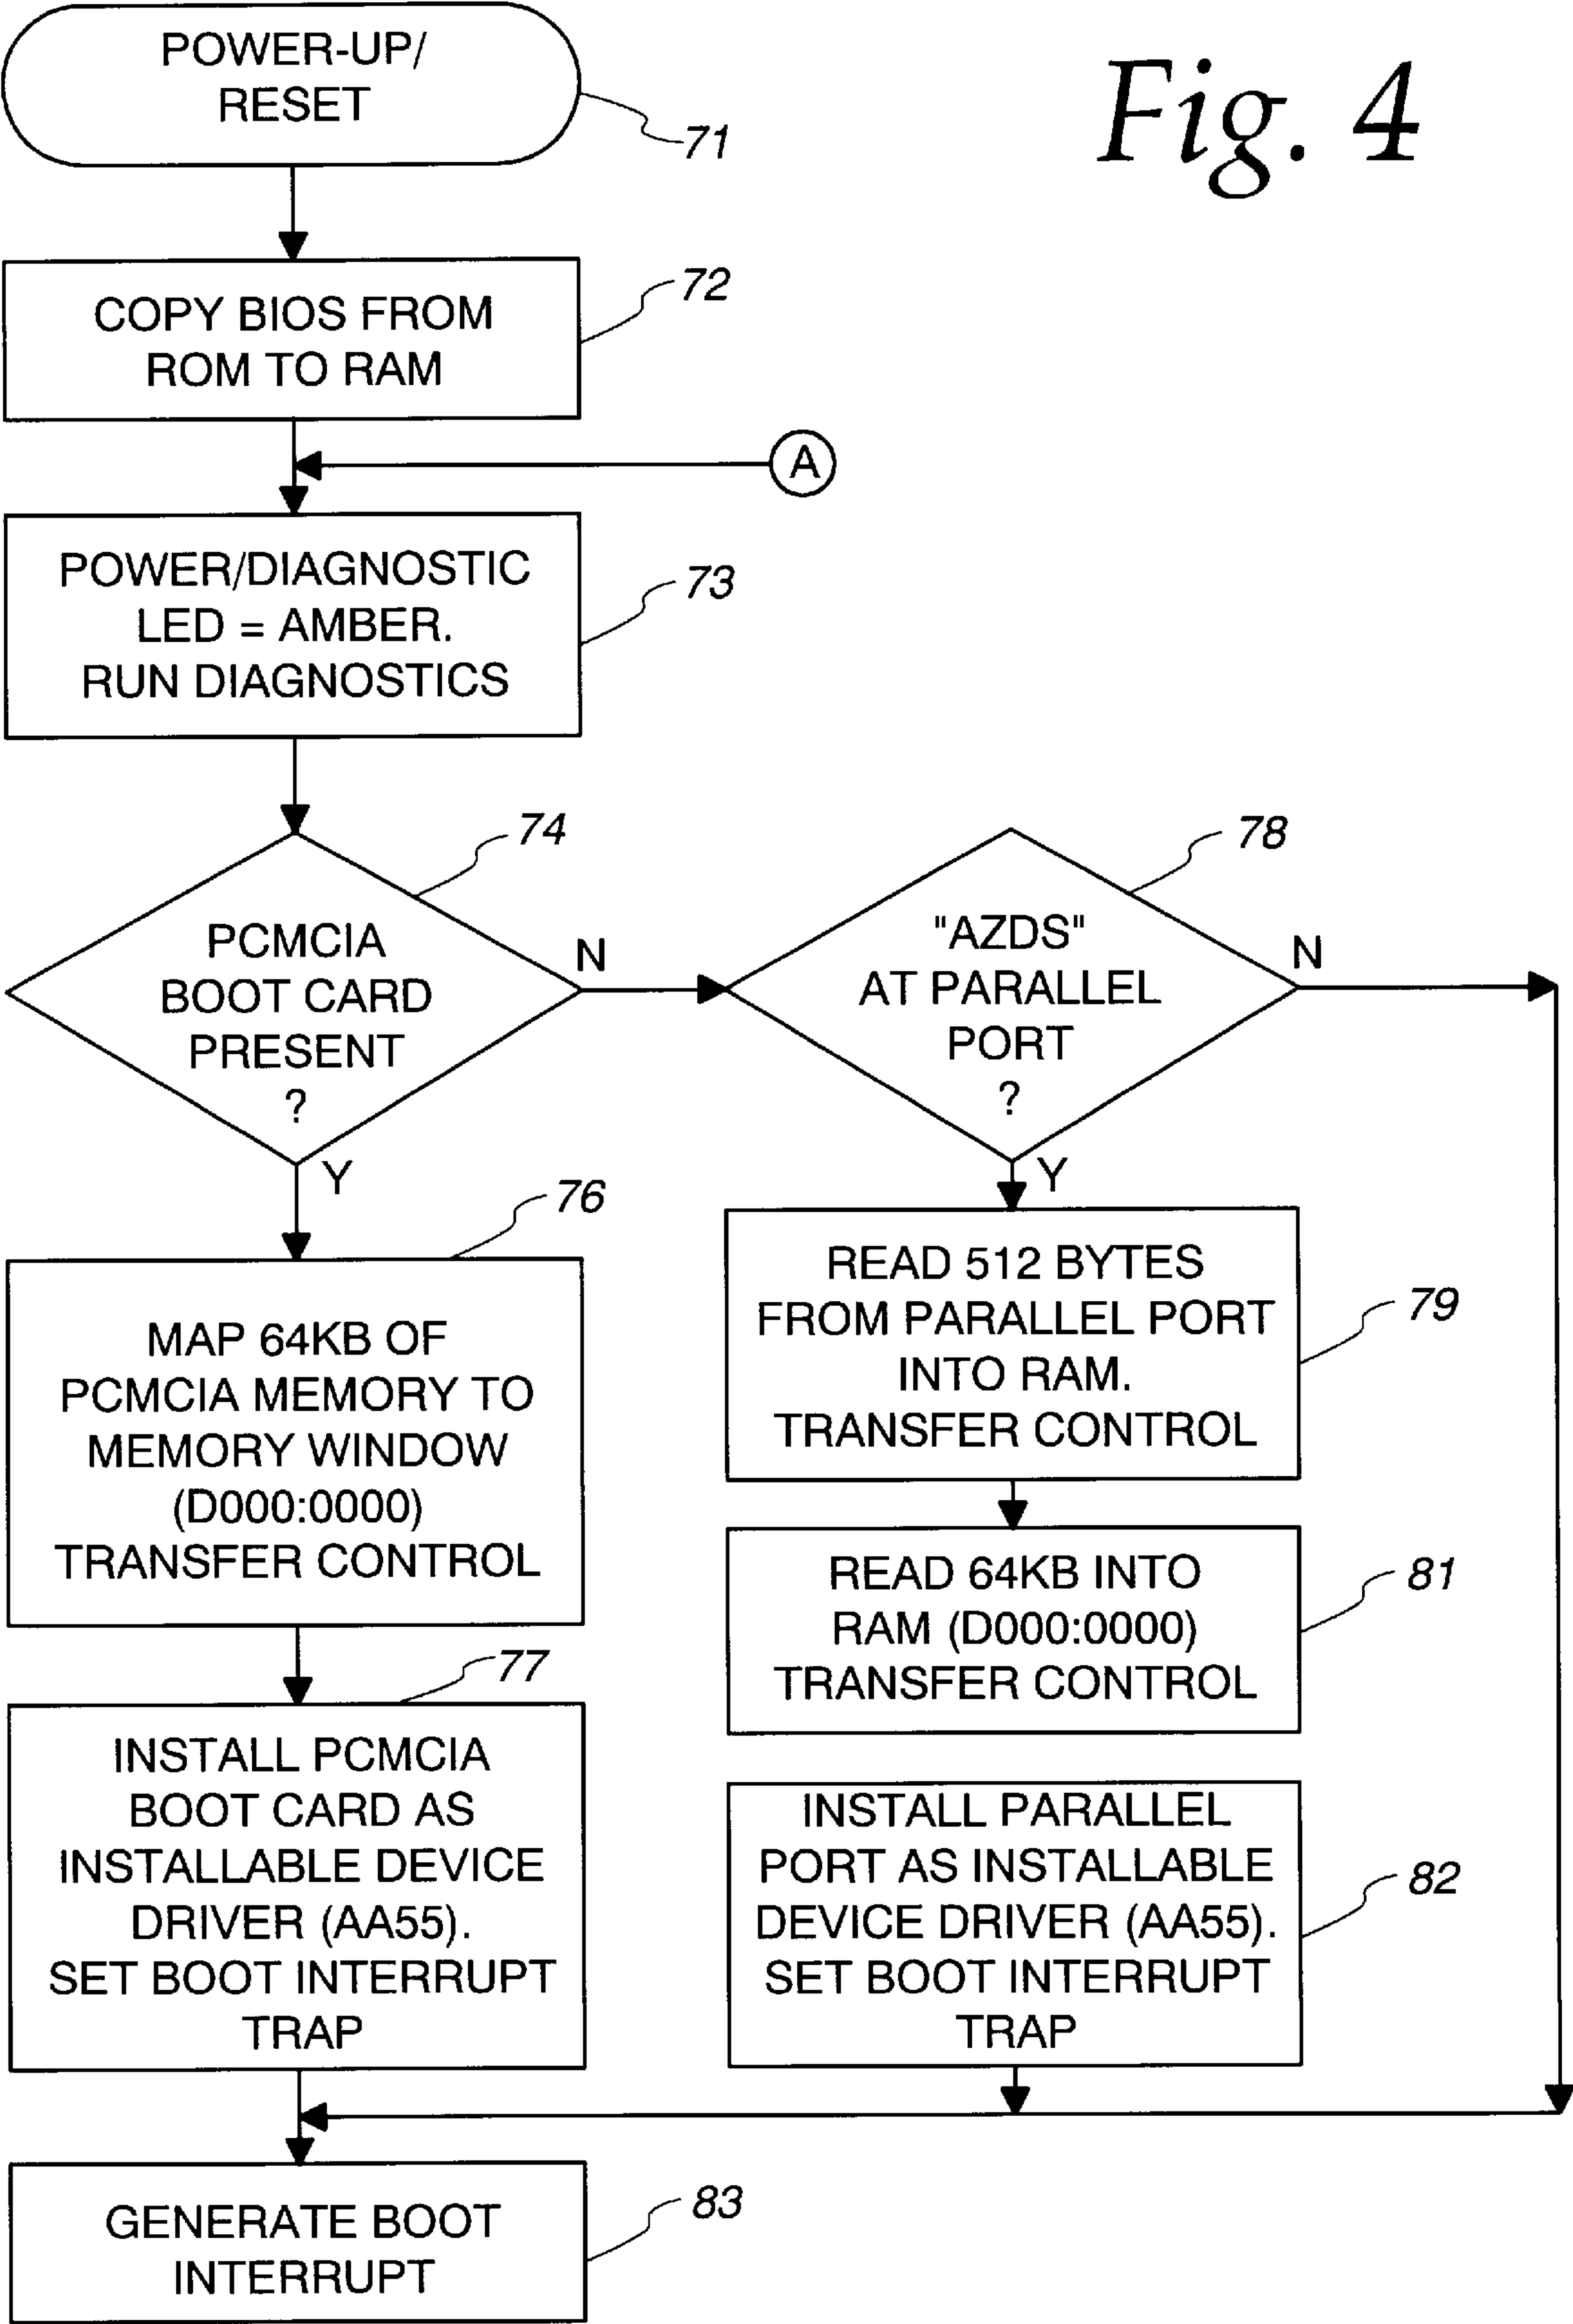 Fig. 4
POWER-UP/
RESET
71
COPY BIOS FROM
ROM TO RAM
72
A
POWER/DIAGNOSTIC
LED = AMBER.
RUN DIAGNOSTICS
73
PCMCIA
BOOT CARD
PRESENT
?
74
N
Y
"AZDS"
AT PARALLEL
PORT
?
78
N
Y
MAP 64KB OF
PCMCIA MEMORY TO
MEMORY WINDOW
(D000:0000)
TRANSFER CONTROL
76
READ 512 BYTES
FROM PARALLEL PORT
INTO RAM.
TRANSFER CONTROL
79
READ 64KB INTO
RAM (D000:0000)
TRANSFER CONTROL
81
INSTALL PCMCIA
BOOT CARD AS
INSTALLABLE DEVICE
DRIVER (AA55).
SET BOOT INTERRUPT
TRAP
77
INSTALL PARALLEL
PORT AS INSTALLABLE
DEVICE DRIVER (AA55).
SET BOOT INTERRUPT
TRAP
82
GENERATE BOOT
INTERRUPT
83